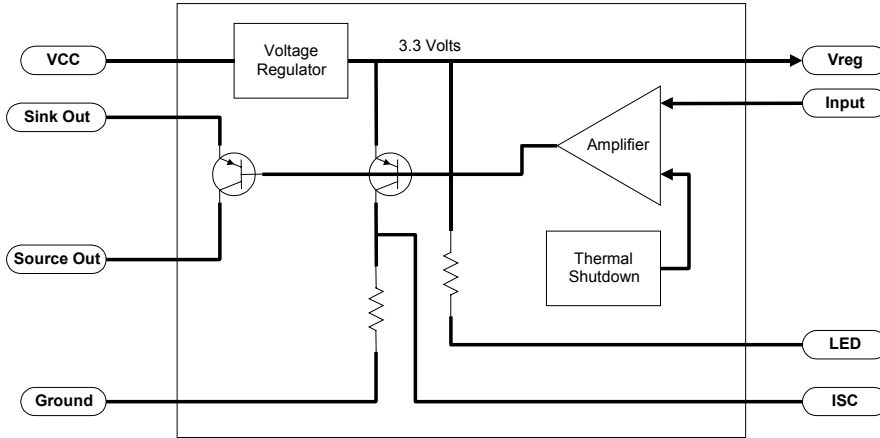 VCC
Voltage
Regulator
3.3 Volts
Vreg
Sink Out
Input
Amplifier
Source Out
Thermal
Shutdown
LED
Ground
ISC